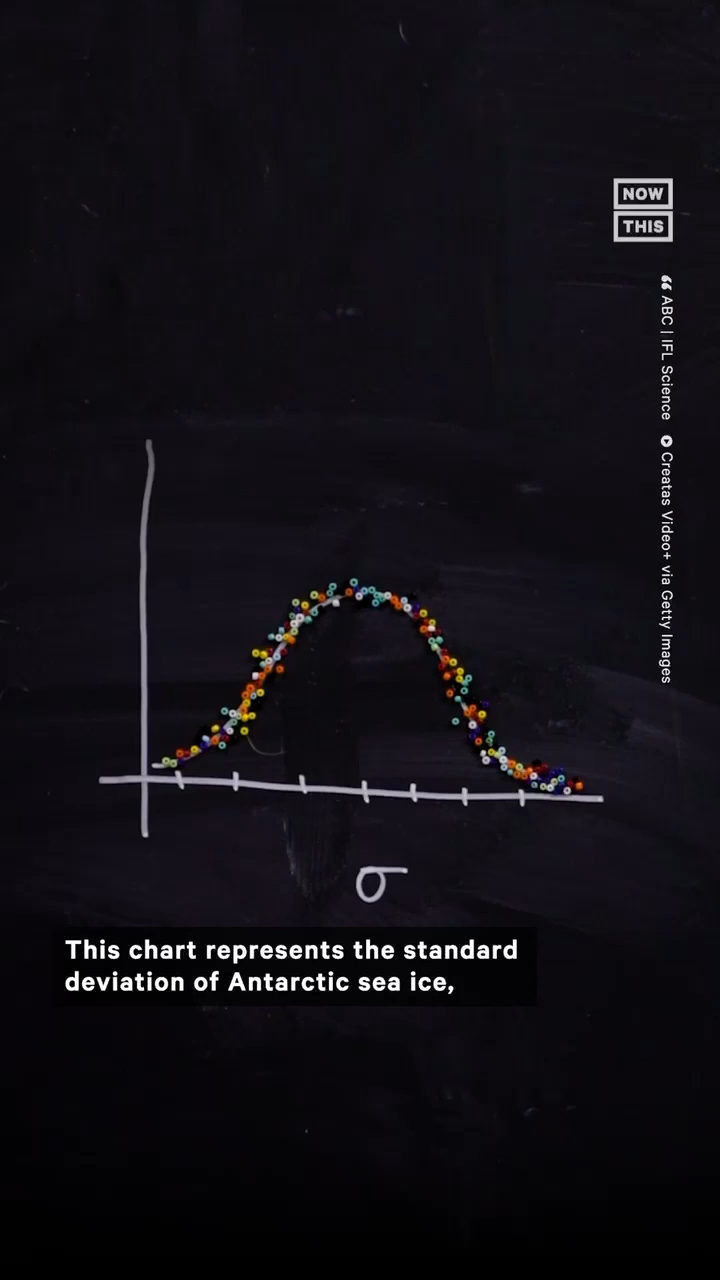 NOW
THIS
“ ABC | IFL Science Creatas Video+ via Getty Images
σ
This chart represents the standard
deviation of Antarctic sea ice,